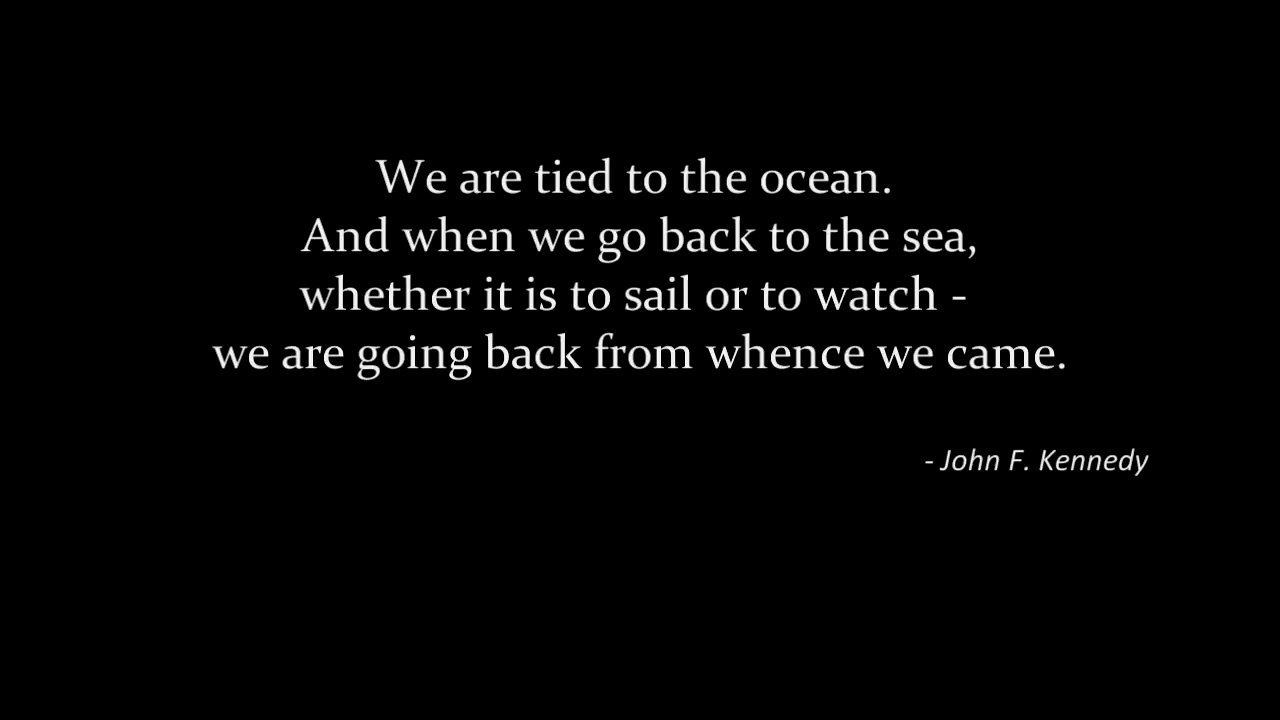 We are tied to the ocean.
And when we go back to the sea,
whether it is to sail or to watch -
we are going back from whence we came.
- John F. Kennedy